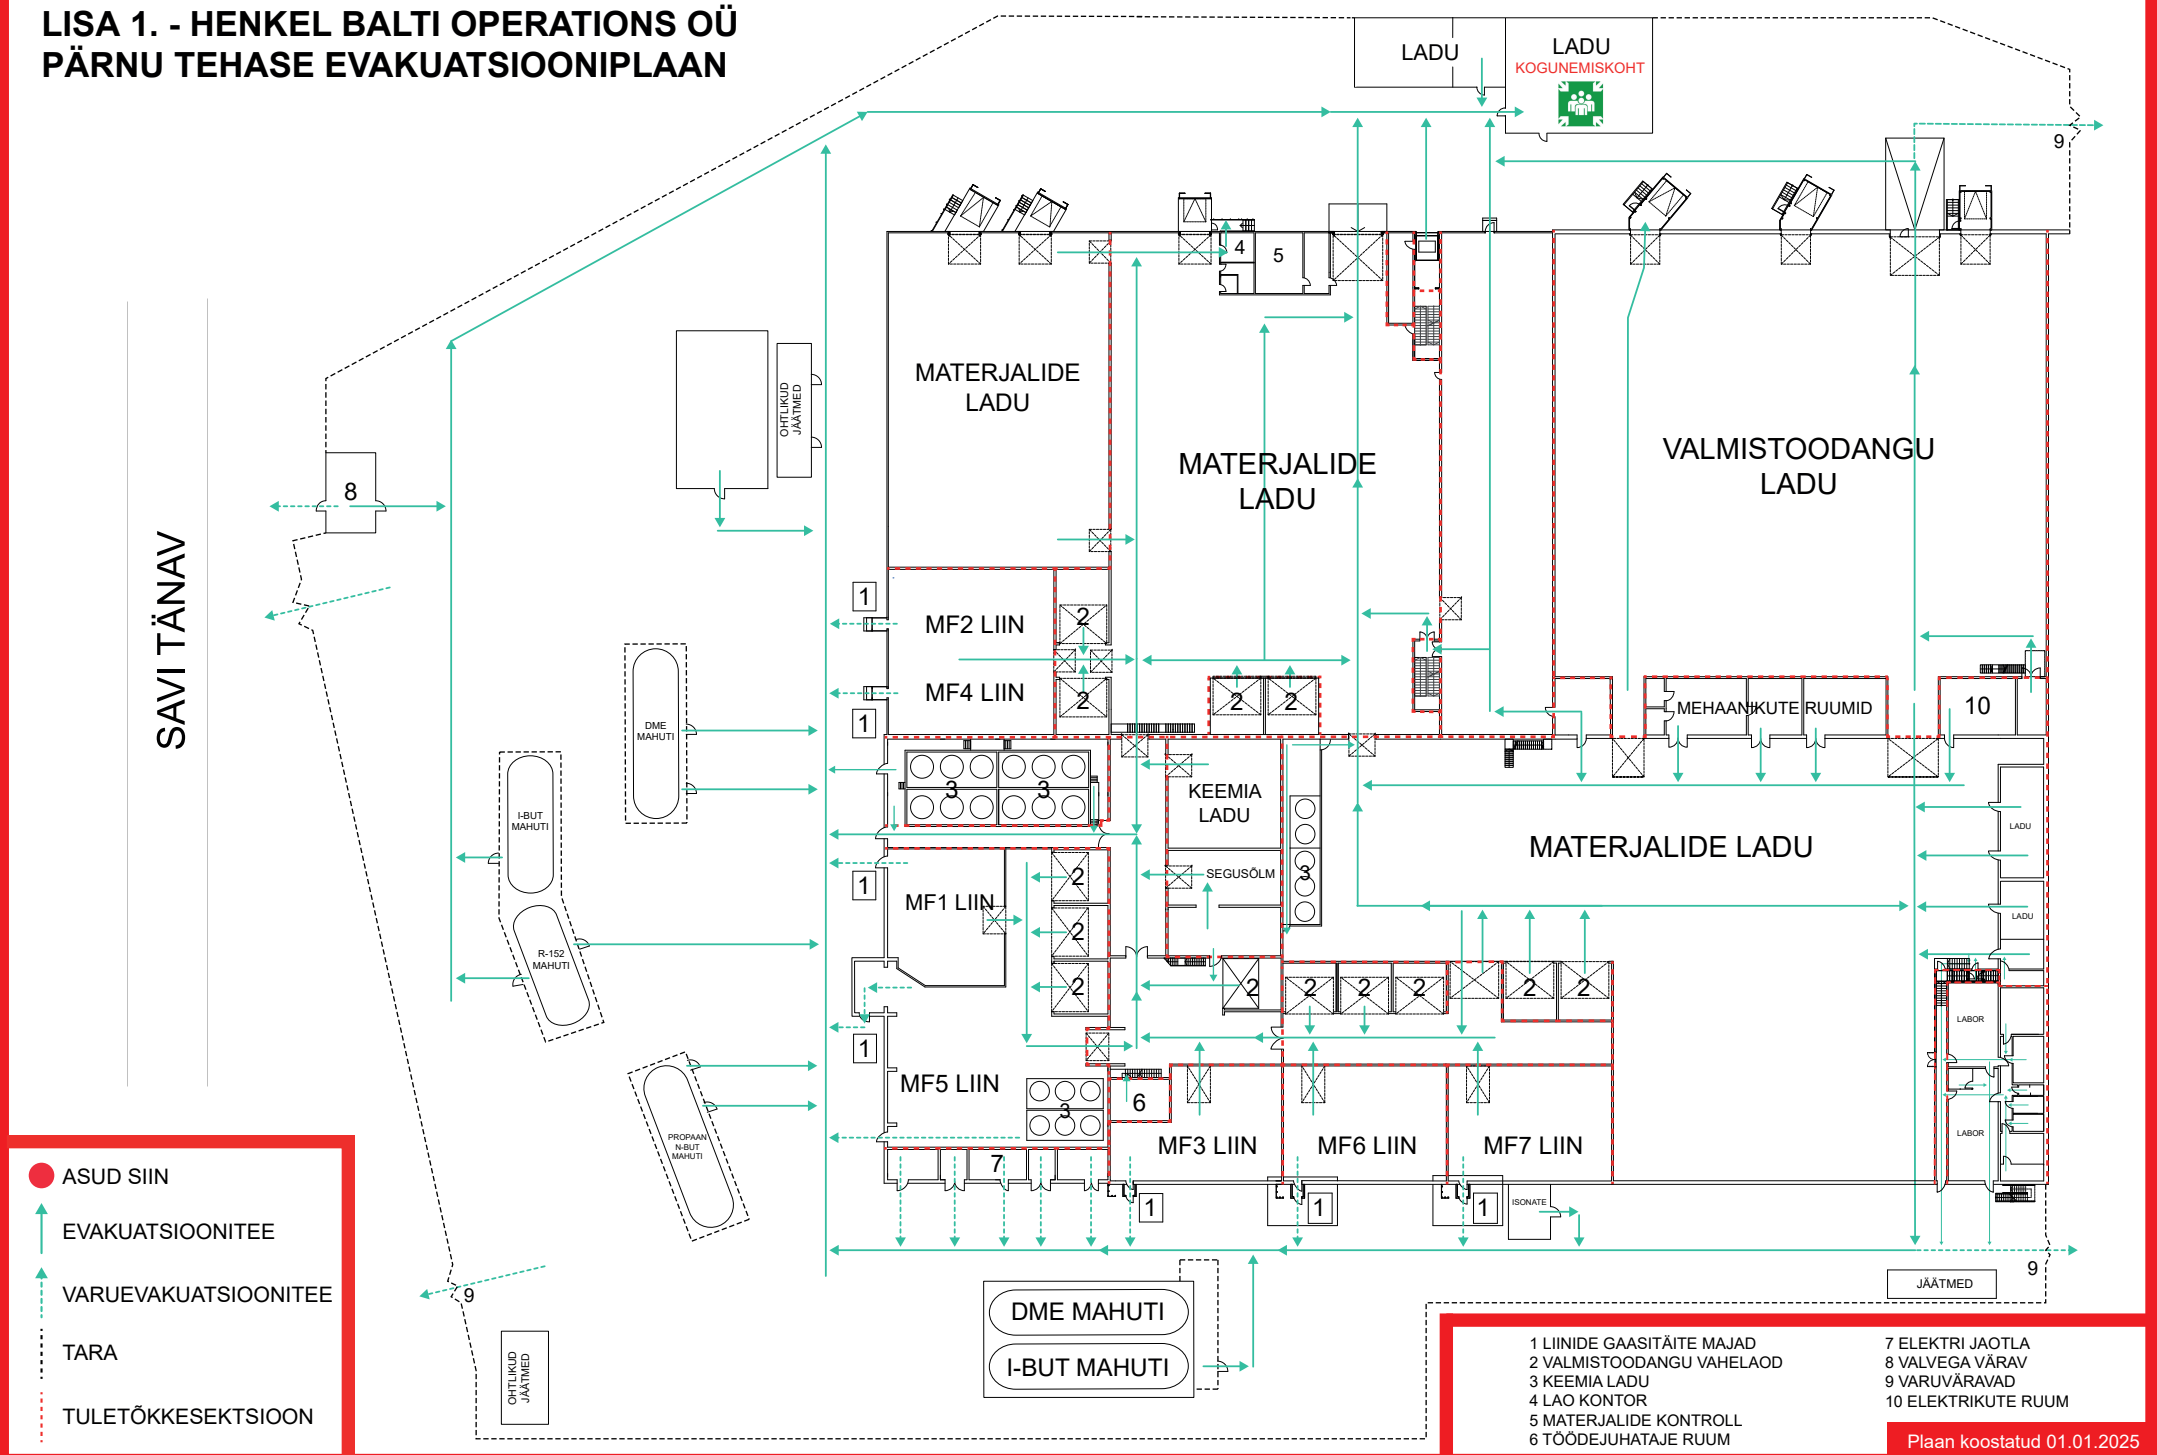 LISA 1. - HENKEL BALTI OPERATIONS OÜ
PÄRNU TEHASE EVAKUATSIOONIPLAAN
LADU
LADU
KOGUNEMISKOHT
9
4
5
MATERJALIDE
LADU
OHTLIKUD
JÄÄTMED
MATERJALIDE
LADU
VALMISTOODANGU
LADU
8
SAVI TÄNAV
1
MF2 LIIN
2
MF4 LIIN
2
1
2
2
MEHAANIKUTE RUUMID
10
DME
MAHUTI
3
3
KEEMIA
LADU
I-BUT
MAHUTI
LADU
MATERJALIDE LADU
1
MF1 LIIN
2
SEGUSÕLM
3
2
LADU
R-152
MAHUTI
2
2
2
2
2
2
2
LABOR
1
MF5 LIIN
3
6
PROPAAN
N-BUT
MAHUTI
MF3 LIIN
MF6 LIIN
MF7 LIIN
LABOR
7
1
1
1
ISONATE
9
9
JÄÄTMED
DME MAHUTI
I-BUT MAHUTI
OHTLIKUD
JÄÄTMED
ASUD SIIN
EVAKUATSIOONITEE
VARUEVAKUATSIOONITEE
TARA
TULETÕKKESEKTSIOON
1 LIINIDE GAASITÄITE MAJAD
2 VALMISTOODANGU VAHELAOD
3 KEEMIA LADU
4 LAO KONTOR
5 MATERJALIDE KONTROLL
6 TÖÖDEJUHATAJE RUUM
7 ELEKTRI JAOTLA
8 VALVEGA VÄRAV
9 VARUVÄRAVAD
10 ELEKTRIKUTE RUUM
Plaan koostatud 01.01.2025